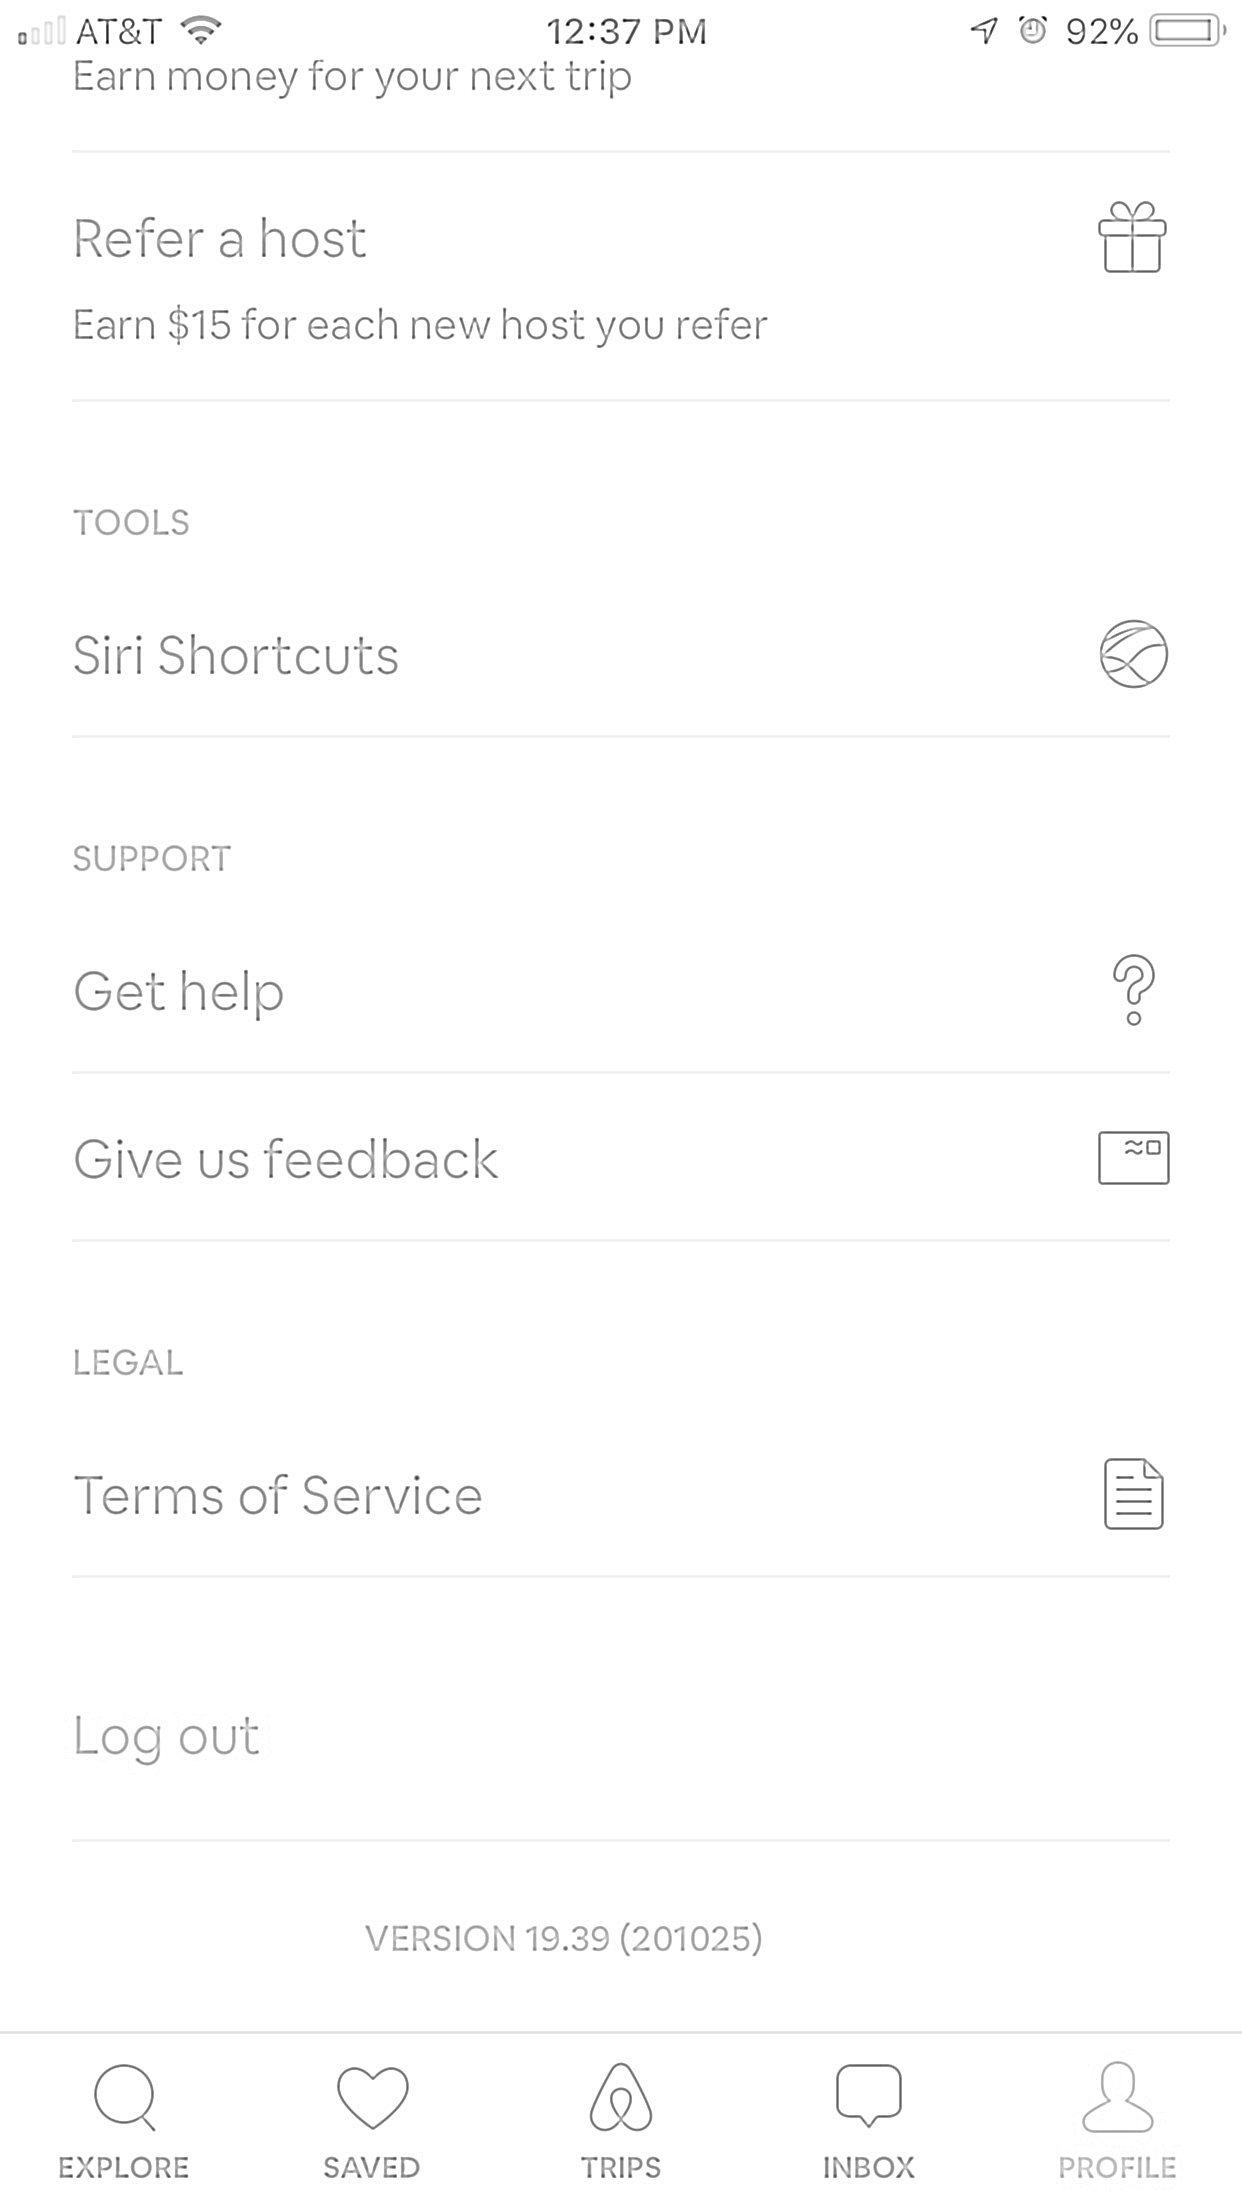 AT&T 12:37 PM 92%
Earn money for your next trip
Refer a host
Earn $15 for each new host you refer
TOOLS
Siri Shortcuts
SUPPORT
Get help
Give us feedback
LEGAL
Terms of Service
Log out
VERSION 19.39 (201025)
EXPLORE SAVED TRIPS INBOX PROFILE